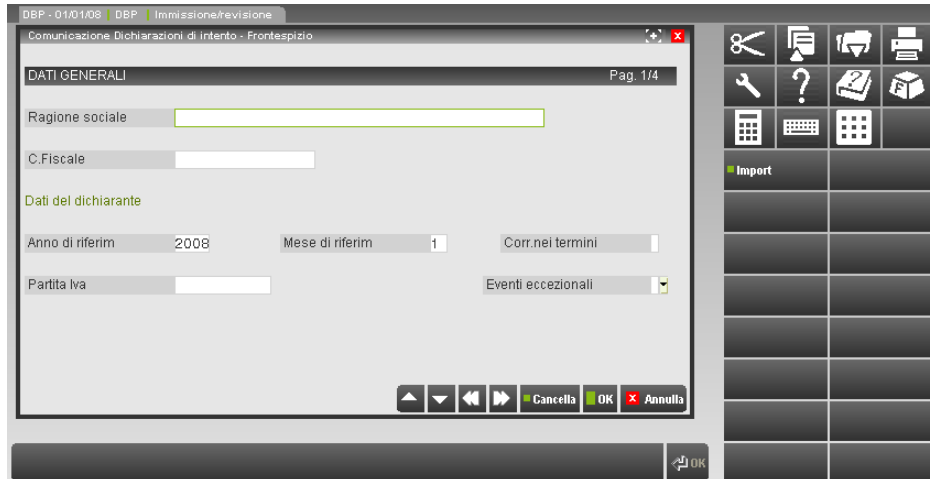 DBP - 01/01/08 DBP Immissione/revisione
Comunicazione Dichiarazioni di intento - Frontespizio
DATI GENERALI Pag. 1/4
Ragione sociale
C.Fiscale
Dati del dichiarante
Anno di riferim 2008 Mese di riferim 1 Corr.nei termini
Partita Iva Eventi eccezionali
Cancella OK Annulla
OK
Import